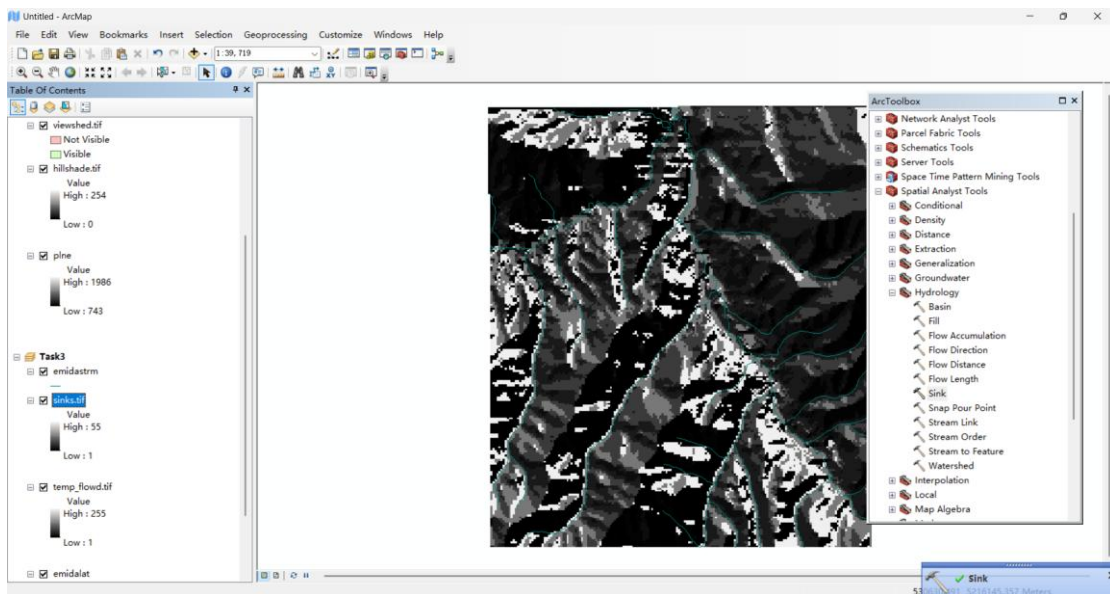 Untitled - ArcMap
File Edit View Bookmarks Insert Selection Geoprocessing Customize Windows Help
1:39,719
Table Of Contents
viewshed.tif
Not Visible
Visible
hillshade.tif
Value
High : 254
Low : 0
plne
Value
High : 1986
Low : 743
Task3
emidastrm
sinks.tif
Value
High : 55
Low : 1
temp_flowd.tif
Value
High : 255
Low : 1
emidalat
ArcToolbox
Network Analyst Tools
Parcel Fabric Tools
Schematics Tools
Server Tools
Space Time Pattern Mining Tools
Spatial Analyst Tools
Conditional
Density
Distance
Extraction
Generalization
Groundwater
Hydrology
Basin
Fill
Flow Accumulation
Flow Direction
Flow Distance
Flow Length
Sink
Snap Pour Point
Stream Link
Stream Order
Stream to Feature
Watershed
Interpolation
Local
Map Algebra
Sink